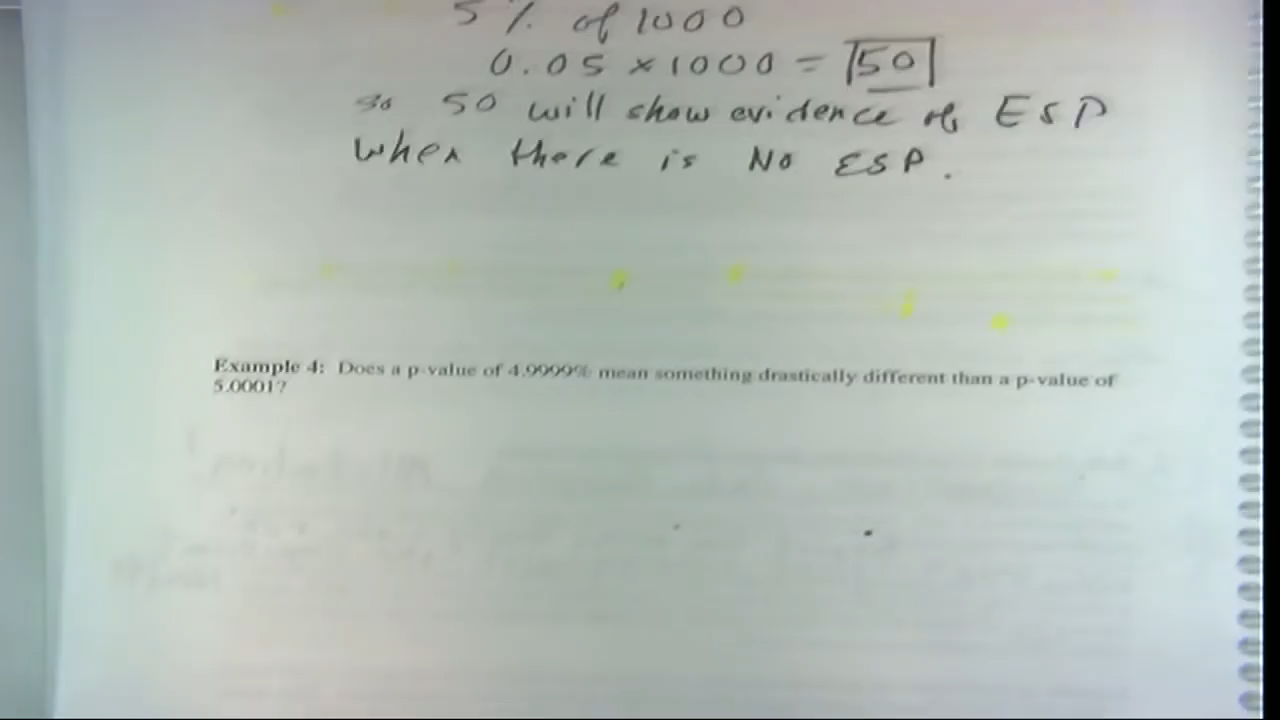 5% of 1000
0.05 × 1000 = 50
so 50 will show evidence of ESP
when there is No ESP.
Example 4: Does a p-value of 4.9999% mean something drastically different than a p-value of
5.0001?